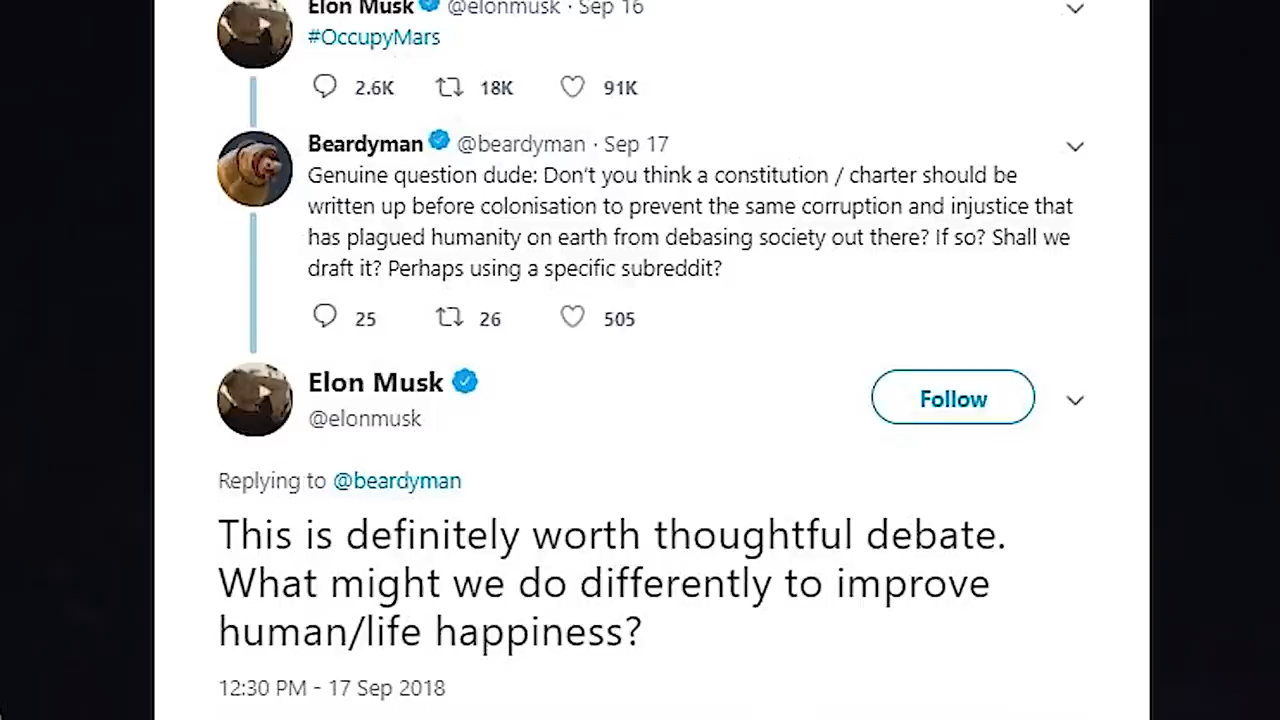 Elon Musk @elonmusk · Sep 16
#OccupyMars
2.6K 18K 91K
Beardyman @beardyman · Sep 17
Genuine question dude: Don't you think a constitution / charter should be
written up before colonisation to prevent the same corruption and injustice that
has plagued humanity on earth from debasing society out there? If so? Shall we
draft it? Perhaps using a specific subreddit?
25 26 505
Elon Musk
Follow
@elonmusk
Replying to @beardyman
This is definitely worth thoughtful debate.
What might we do differently to improve
human/life happiness?
12:30 PM - 17 Sep 2018